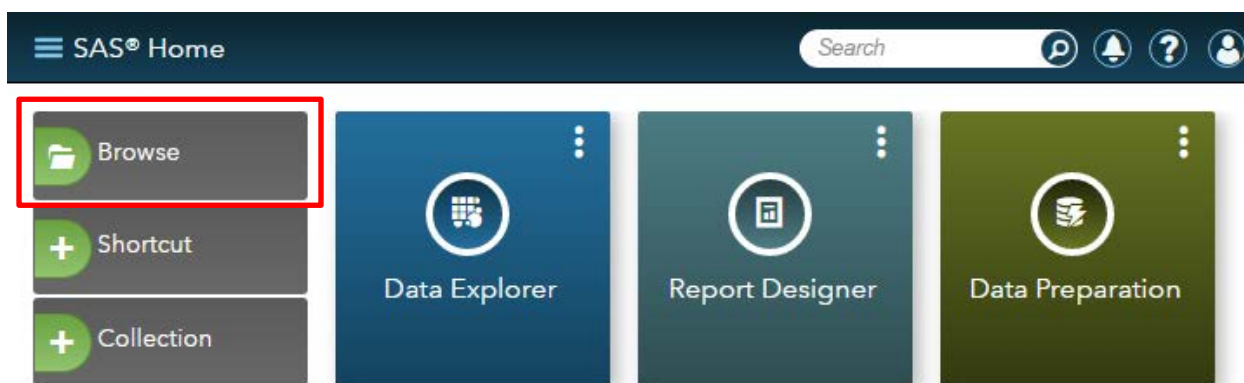 SAS® Home
Search
Browse
Shortcut
Collection
Data Explorer
Report Designer
Data Preparation